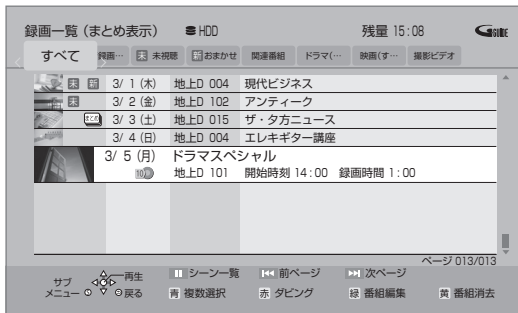 録画一覧（まとめ表示） HDD 残量 15:08 G-GUIDE
すべて 録画… 未 未視聴 新 おまかせ 関連番組 ドラマ(… 映画(す… 撮影ビデオ
未 新 3/ 1 (木) 地上D 004 現代ビジネス
未 3/ 2 (金) 地上D 102 アンティーク
まとめ 3/ 3 (土) 地上D 015 ザ・夕方ニュース
3/ 4 (日) 地上D 004 エレキギター講座
3/ 5 (月) ドラマスペシャル
地上D 101 開始時刻 14:00 録画時間 1:00
ページ 013/013
サブメニュー 再生 戻る
シーン一覧 前ページ 次ページ
青 複数選択 赤 ダビング 緑 番組編集 黄 番組消去